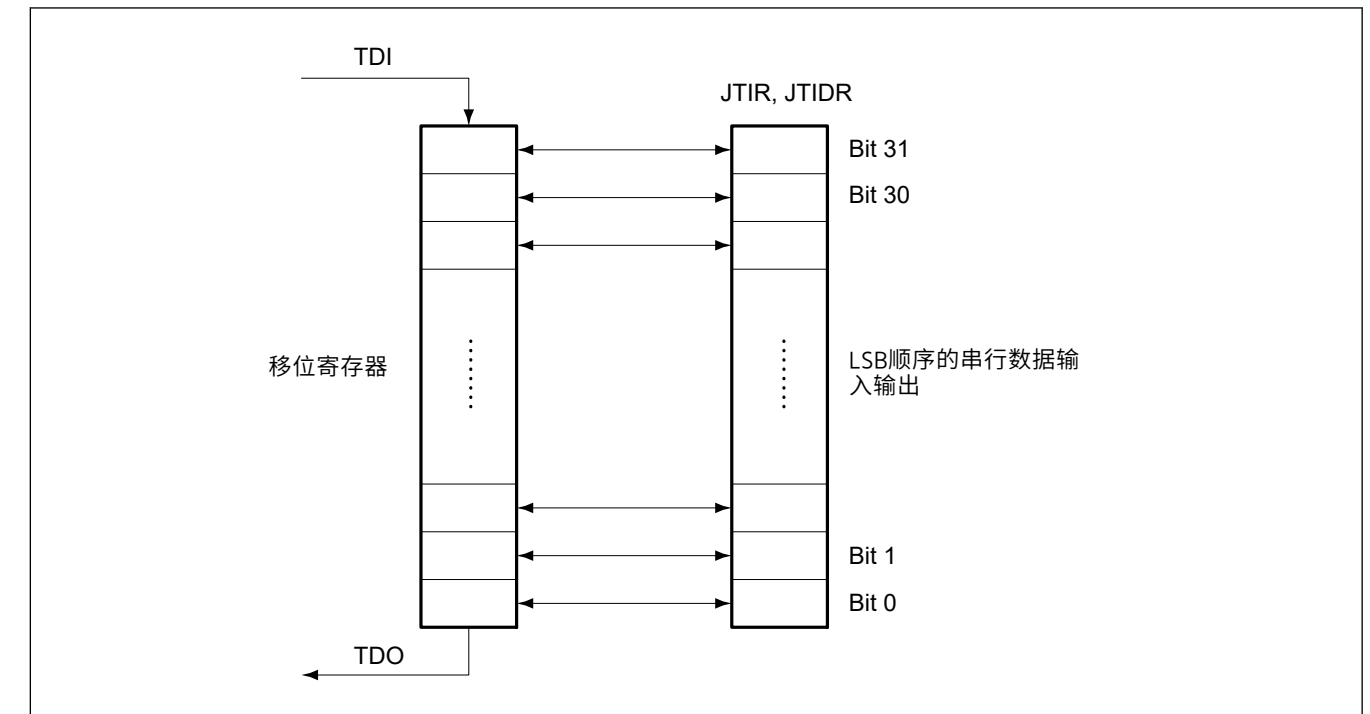 TDI
JTIR, JTIDR
Bit 31
Bit 30
移位寄存器
LSB顺序的串行数据输
入输出
Bit 1
Bit 0
TDO